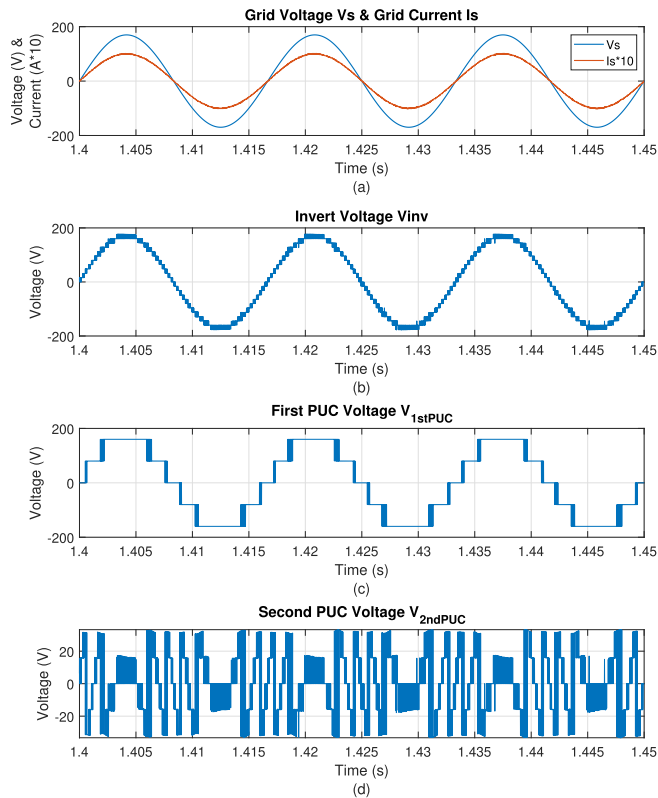 Grid Voltage Vs & Grid Current Is
Voltage (V) &
Current (A*10)
200
0
-200
Vs
Is*10
1.4 1.405 1.41 1.415 1.42 1.425 1.43 1.435 1.44 1.445 1.45
Time (s)
(a)
Invert Voltage Vinv
Voltage (V)
200
0
-200
1.4 1.405 1.41 1.415 1.42 1.425 1.43 1.435 1.44 1.445 1.45
Time (s)
(b)
First PUC Voltage V_1stPUC
Voltage (V)
200
0
-200
1.4 1.405 1.41 1.415 1.42 1.425 1.43 1.435 1.44 1.445 1.45
Time (s)
(c)
Second PUC Voltage V_2ndPUC
Voltage (V)
20
0
-20
1.4 1.405 1.41 1.415 1.42 1.425 1.43 1.435 1.44 1.445 1.45
Time (s)
(d)